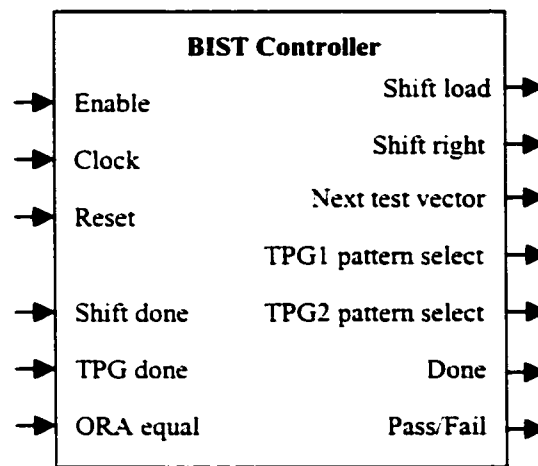 BIST Controller
Enable
Clock
Reset
Shift done
TPG done
ORA equal
Shift load
Shift right
Next test vector
TPG1 pattern select
TPG2 pattern select
Done
Pass/Fail